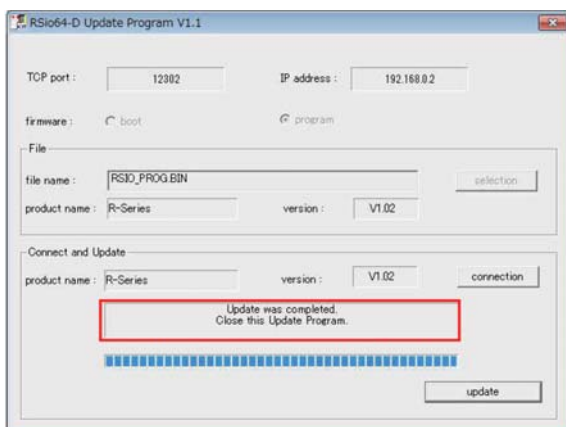 RSio64-D Update Program V1.1
TCP port : 12302 IP address : 192.168.0.2
firmware : boot program
File
file name : RSIO_PROG.BIN selection
product name : R-Series version : V1.02
Connect and Update
product name : R-Series version : V1.02 connection
Update was completed.
Close this Update Program.
update